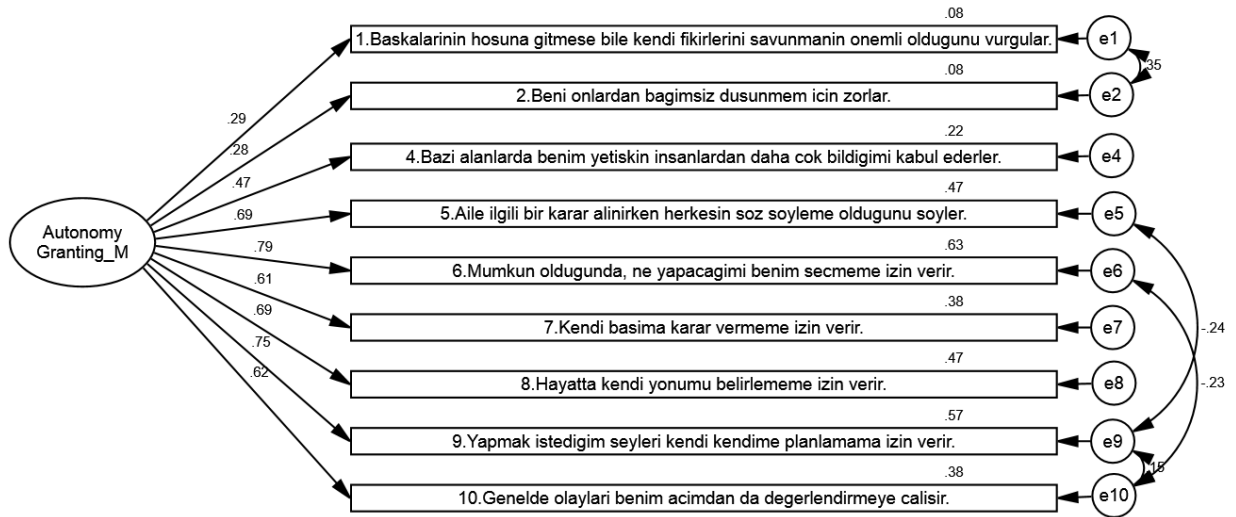 .08
1.Baskalarinin hosuna gitmese bile kendi fikirlerini savunmanin onemli oldugunu vurgular.
e1
.35
.08
2.Beni onlardan bagimsiz dusunmem icin zorlar.
e2
.29
.28
.22
4.Bazi alanlarda benim yetiskin insanlardan daha cok bildigimi kabul ederler.
e4
.47
.47
5.Aile ilgili bir karar alinirken herkesin soz soyleme oldugunu soyler.
e5
.69
Autonomy
Granting_M
.79
.63
6.Mumkun oldugunda, ne yapacagimi benim secmeme izin verir.
e6
.61
.38
7.Kendi basima karar vermeme izin verir.
e7
-.24
.69
.47
8.Hayatta kendi yonumu belirlememe izin verir.
e8
-.23
.75
.57
9.Yapmak istedigim seyleri kendi kendime planlamama izin verir.
e9
.62
.15
.38
10.Genelde olaylari benim acimdan da degerlendirmeye calisir.
e10